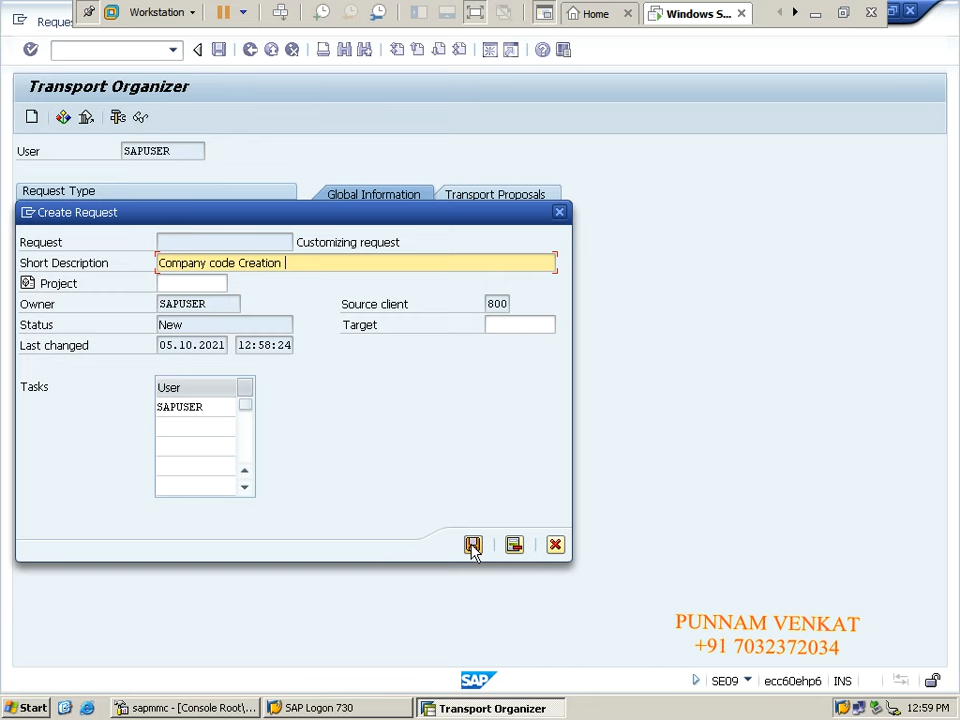 Workstation
Home
Windows S...
Reque
Transport Organizer
User
SAPUSER
Request Type
Global Information
Transport Proposals
Create Request
Request
Customizing request
Short Description
Company code Creation
Project
Owner
SAPUSER
Source client
800
Status
New
Target
Last changed
05.10.2021
12:58:24
Tasks
User
SAPUSER
PUNNAM VENKAT
+91 7032372034
SAP
SE09
ecc60ehp6
INS
Start
sapmmc - [Console Root\...
SAP Logon 730
Transport Organizer
12:59 PM